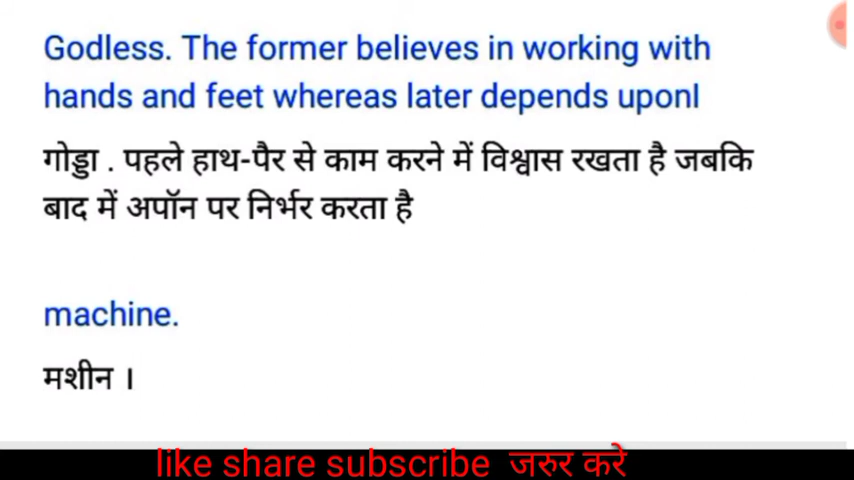 Godless. The former believes in working with
hands and feet whereas later depends uponl
गोड्डा . पहले हाथ-पैर से काम करने में विश्वास रखता है जबकि
बाद में अपॉन पर निर्भर करता है
machine.
मशीन ।
like share subscribe जरुर करे